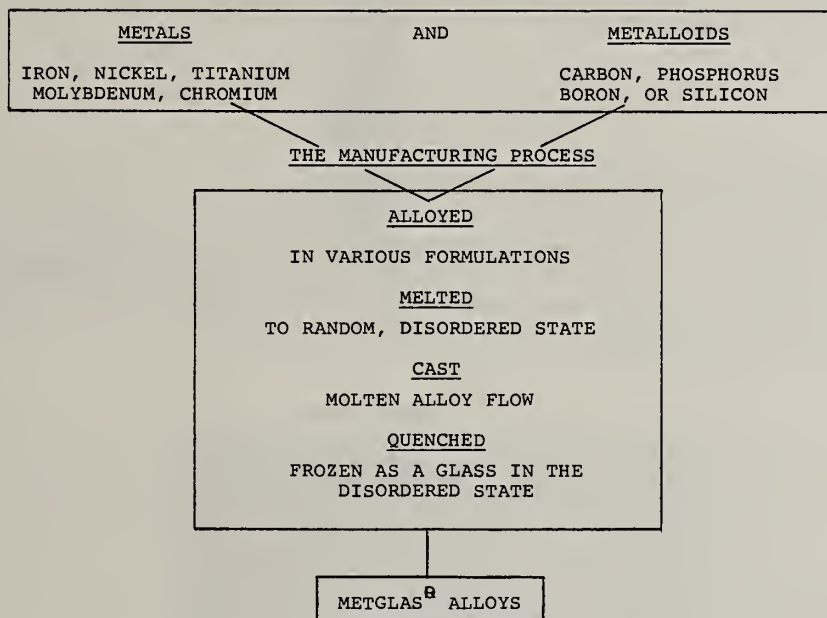 METALS AND METALLOIDS
IRON, NICKEL, TITANIUM CARBON, PHOSPHORUS
MOLYBDENUM, CHROMIUM BORON, OR SILICON
THE MANUFACTURING PROCESS
ALLOYED
IN VARIOUS FORMULATIONS
MELTED
TO RANDOM, DISORDERED STATE
CAST
MOLTEN ALLOY FLOW
QUENCHED
FROZEN AS A GLASS IN THE
DISORDERED STATE
METGLAS® ALLOYS